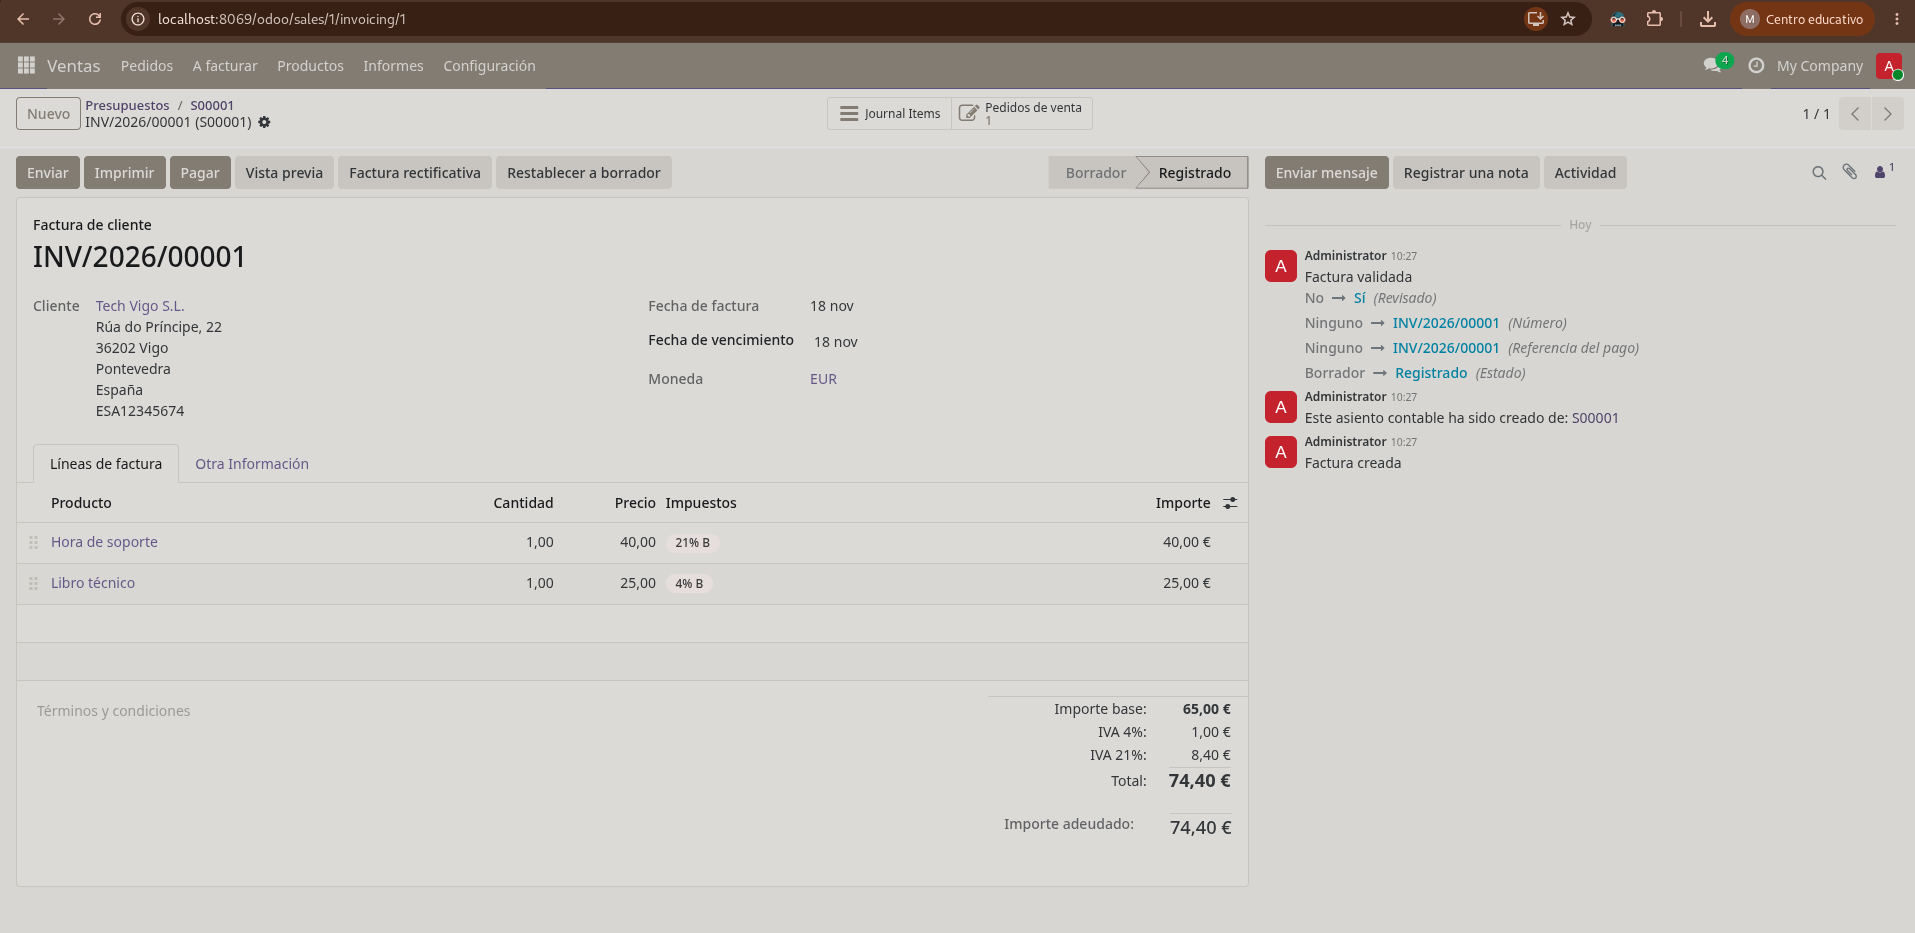 localhost:8069/odoo/sales/1/invoicing/1
M Centro educativo
Ventas Pedidos A facturar Productos Informes Configuración
4 My Company A
Nuevo
Presupuestos / S00001
INV/2026/00001 (S00001)
Journal Items
Pedidos de venta
1
1 / 1
Enviar Imprimir Pagar Vista previa Factura rectificativa Restablecer a borrador
Borrador Registrado
Enviar mensaje Registrar una nota Actividad
1
Factura de cliente
INV/2026/00001
Cliente Tech Vigo S.L.
Rúa do Príncipe, 22
36202 Vigo
Pontevedra
España
ESA12345674
Fecha de factura 18 nov
Fecha de vencimiento 18 nov
Moneda EUR
Líneas de factura Otra Información
Producto Cantidad Precio Impuestos Importe
Hora de soporte 1,00 40,00 21% B 40,00 €
Libro técnico 1,00 25,00 4% B 25,00 €
Términos y condiciones
Importe base: 65,00 €
IVA 4%: 1,00 €
IVA 21%: 8,40 €
Total: 74,40 €
Importe adeudado: 74,40 €
Hoy
A
Administrator 10:27
Factura validada
No → Sí (Revisado)
Ninguno → INV/2026/00001 (Número)
Ninguno → INV/2026/00001 (Referencia del pago)
Borrador → Registrado (Estado)
A
Administrator 10:27
Este asiento contable ha sido creado de: S00001
A
Administrator 10:27
Factura creada